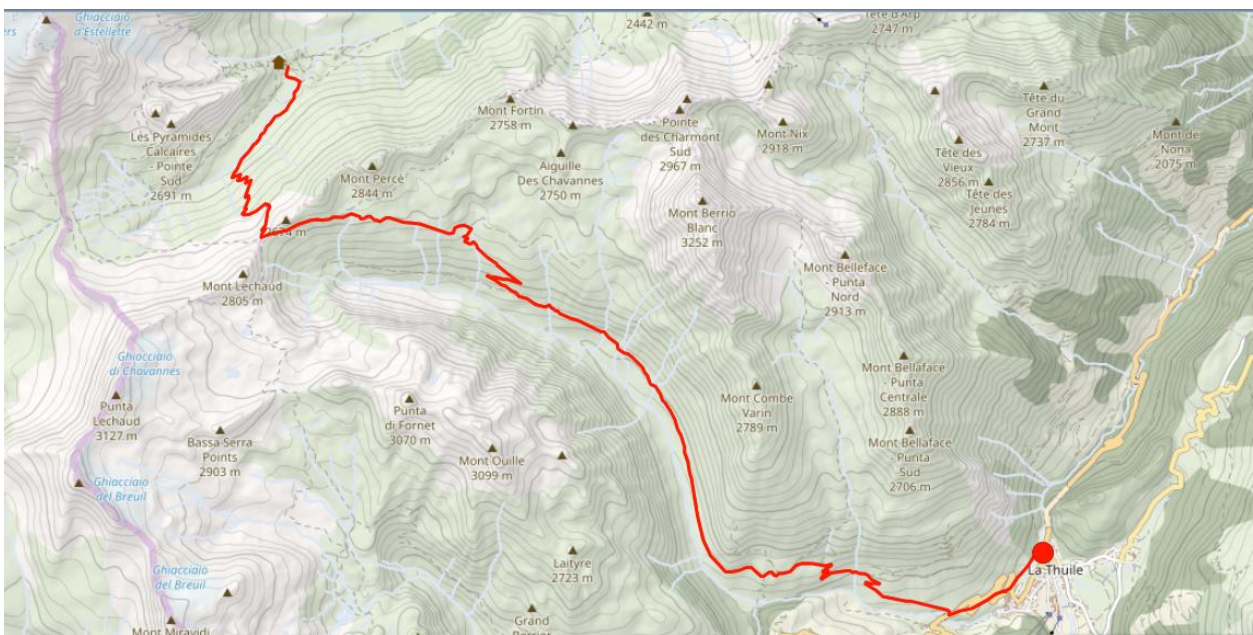 Ghiacciaio
d'Estellette
2442 m
Tête d'Arp
2747 m
Les Pyramides
Calcaires
- Pointe
Sud
2691 m
Mont Fortin
2758 m
Mont Percé
2844 m
Aiguille
Des Chavannes
2750 m
Pointe
des Charmont
Sud
2967 m
Mont Nix
2918 m
Tête du
Grand
Mont
2737 m
Mont de
Nona
2075 m
Tête des
Vieux
2856 m
Tête des
Jeunes
2784 m
Mont Berrio
Blanc
3252 m
2674 m
Mont Lechaud
2805 m
Mont Belleface
- Punta
Nord
2913 m
Ghiacciaio
di Chavannes
Punta
Lechaud
3127 m
Bassa Serra
Points
2903 m
Punta
di Fornet
3070 m
Mont Ouille
3099 m
Mont Combe
Varin
2789 m
Mont Bellaface
- Punta
Centrale
2888 m
Mont Bellaface
- Punta
Sud
2706 m
Ghiacciaio
del Breuil
Ghiacciaio
del Breuil
Laityre
2723 m
La Thuile
Grand
Mont Miravidi